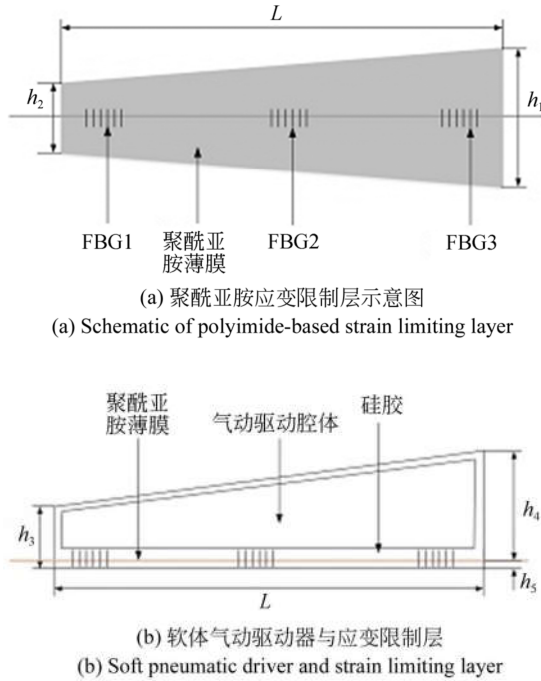 L
h2
h1
FBG1
聚酰亚
胺薄膜
FBG2
FBG3
(a) 聚酰亚胺应变限制层示意图
(a) Schematic of polyimide-based strain limiting layer
聚酰亚
胺薄膜
气动驱动腔体
硅胶
h3
h4
h5
L
(b) 软体气动驱动器与应变限制层
(b) Soft pneumatic driver and strain limiting layer